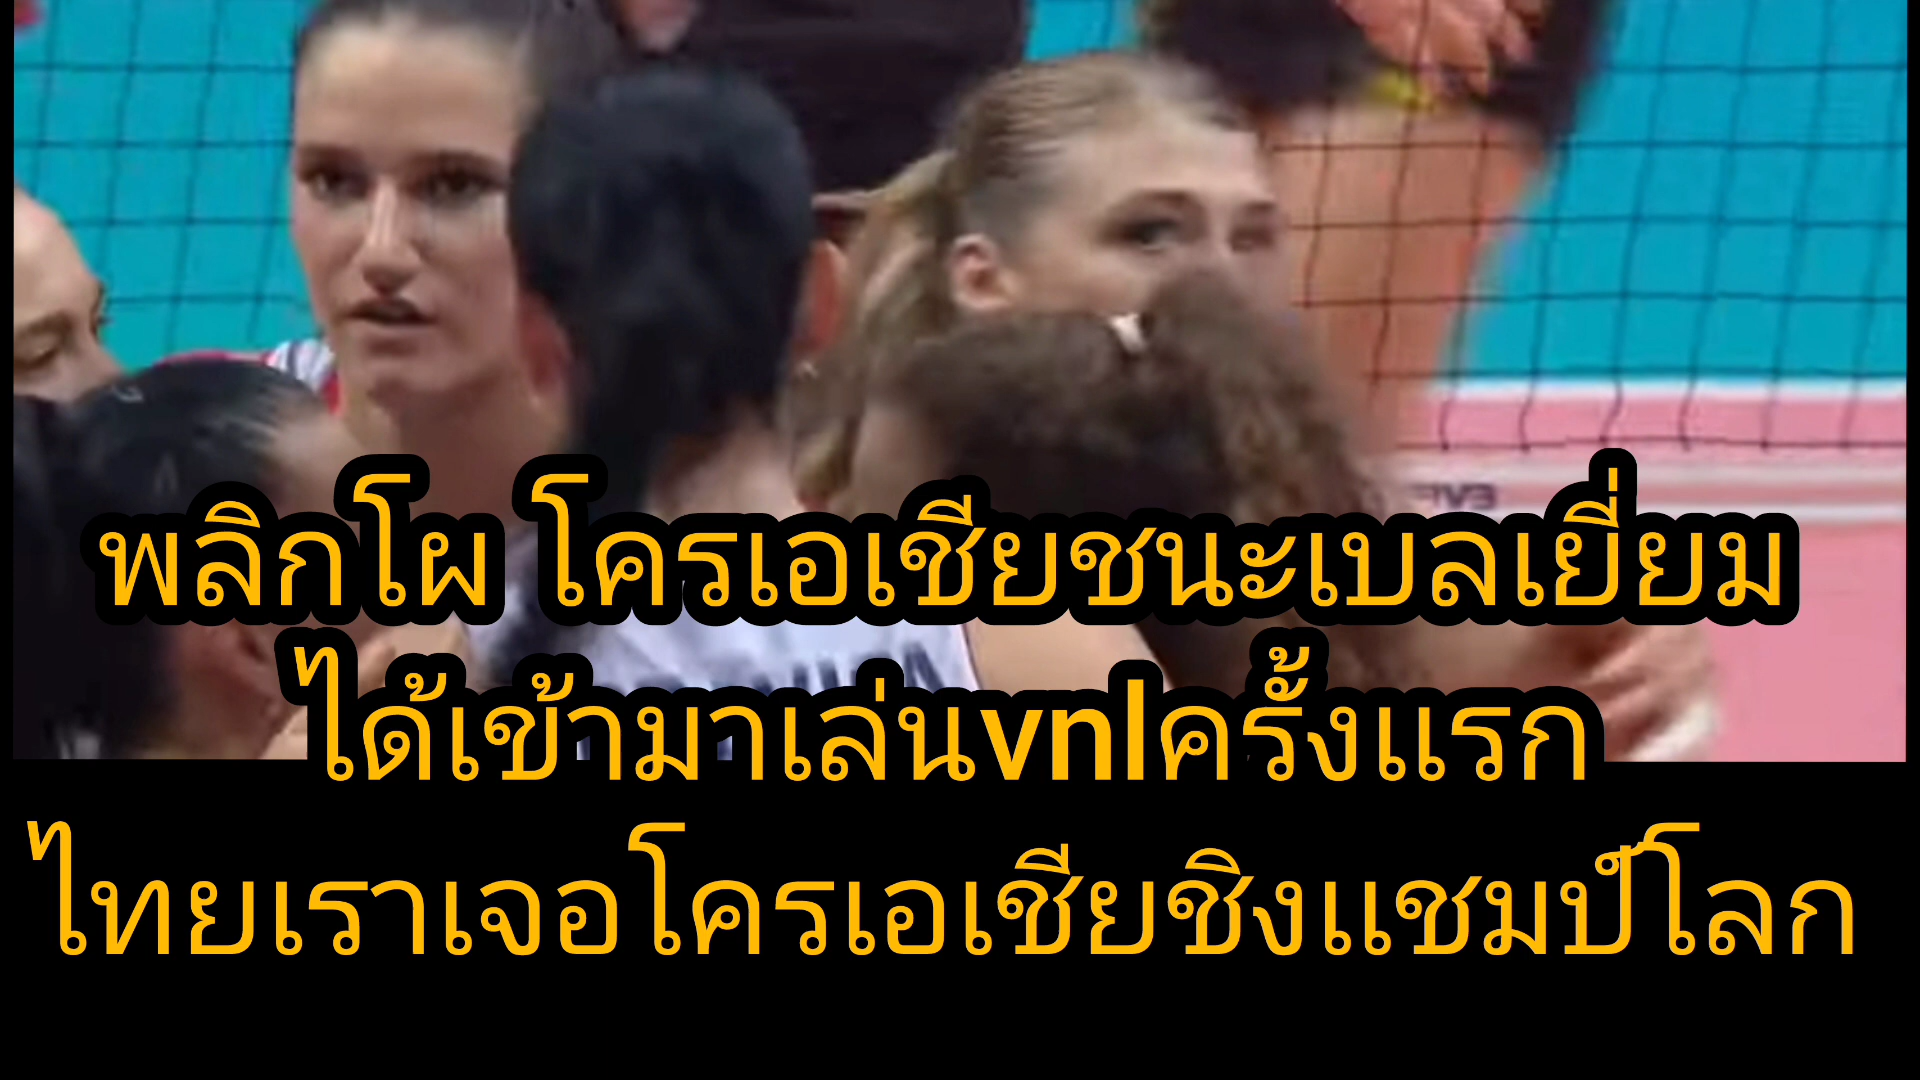 พลิกโผ โครเอเชียชนะเบลเยี่ยม
ได้เข้ามาเล่นvnlครั้งแรก
ไทยเราเจอโครเอเชียชิงแชมป์โลก